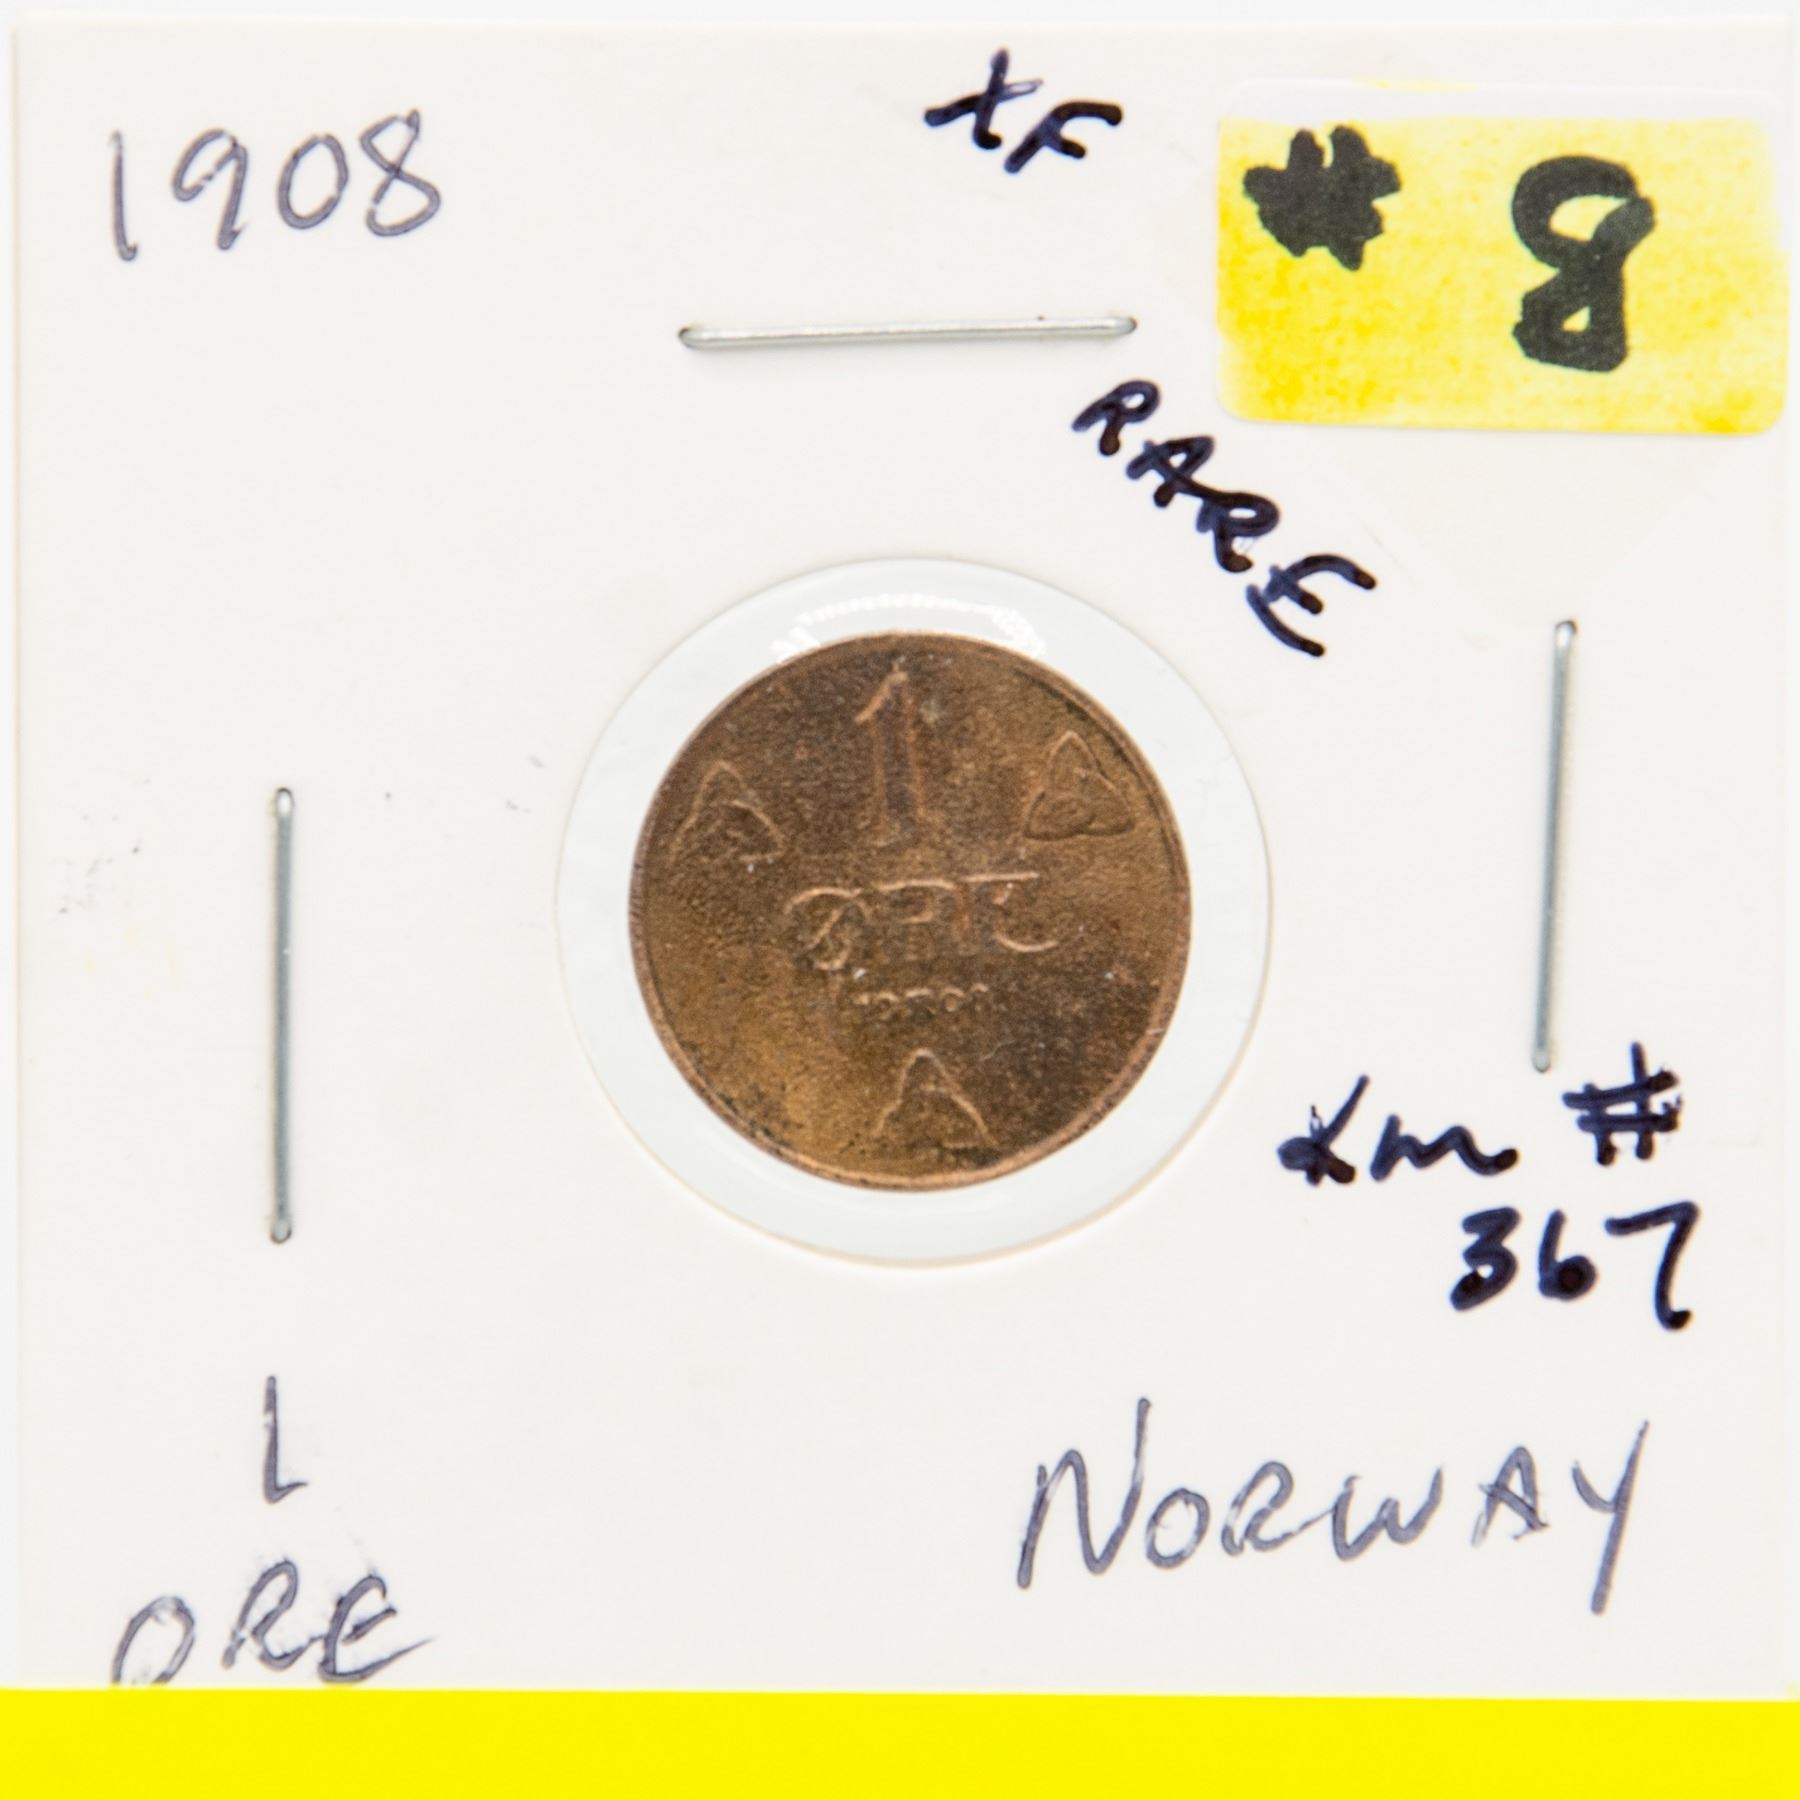 1908
XF
#8
RARE
1
ØRE
Km #
367
1
ORE
NORWAY